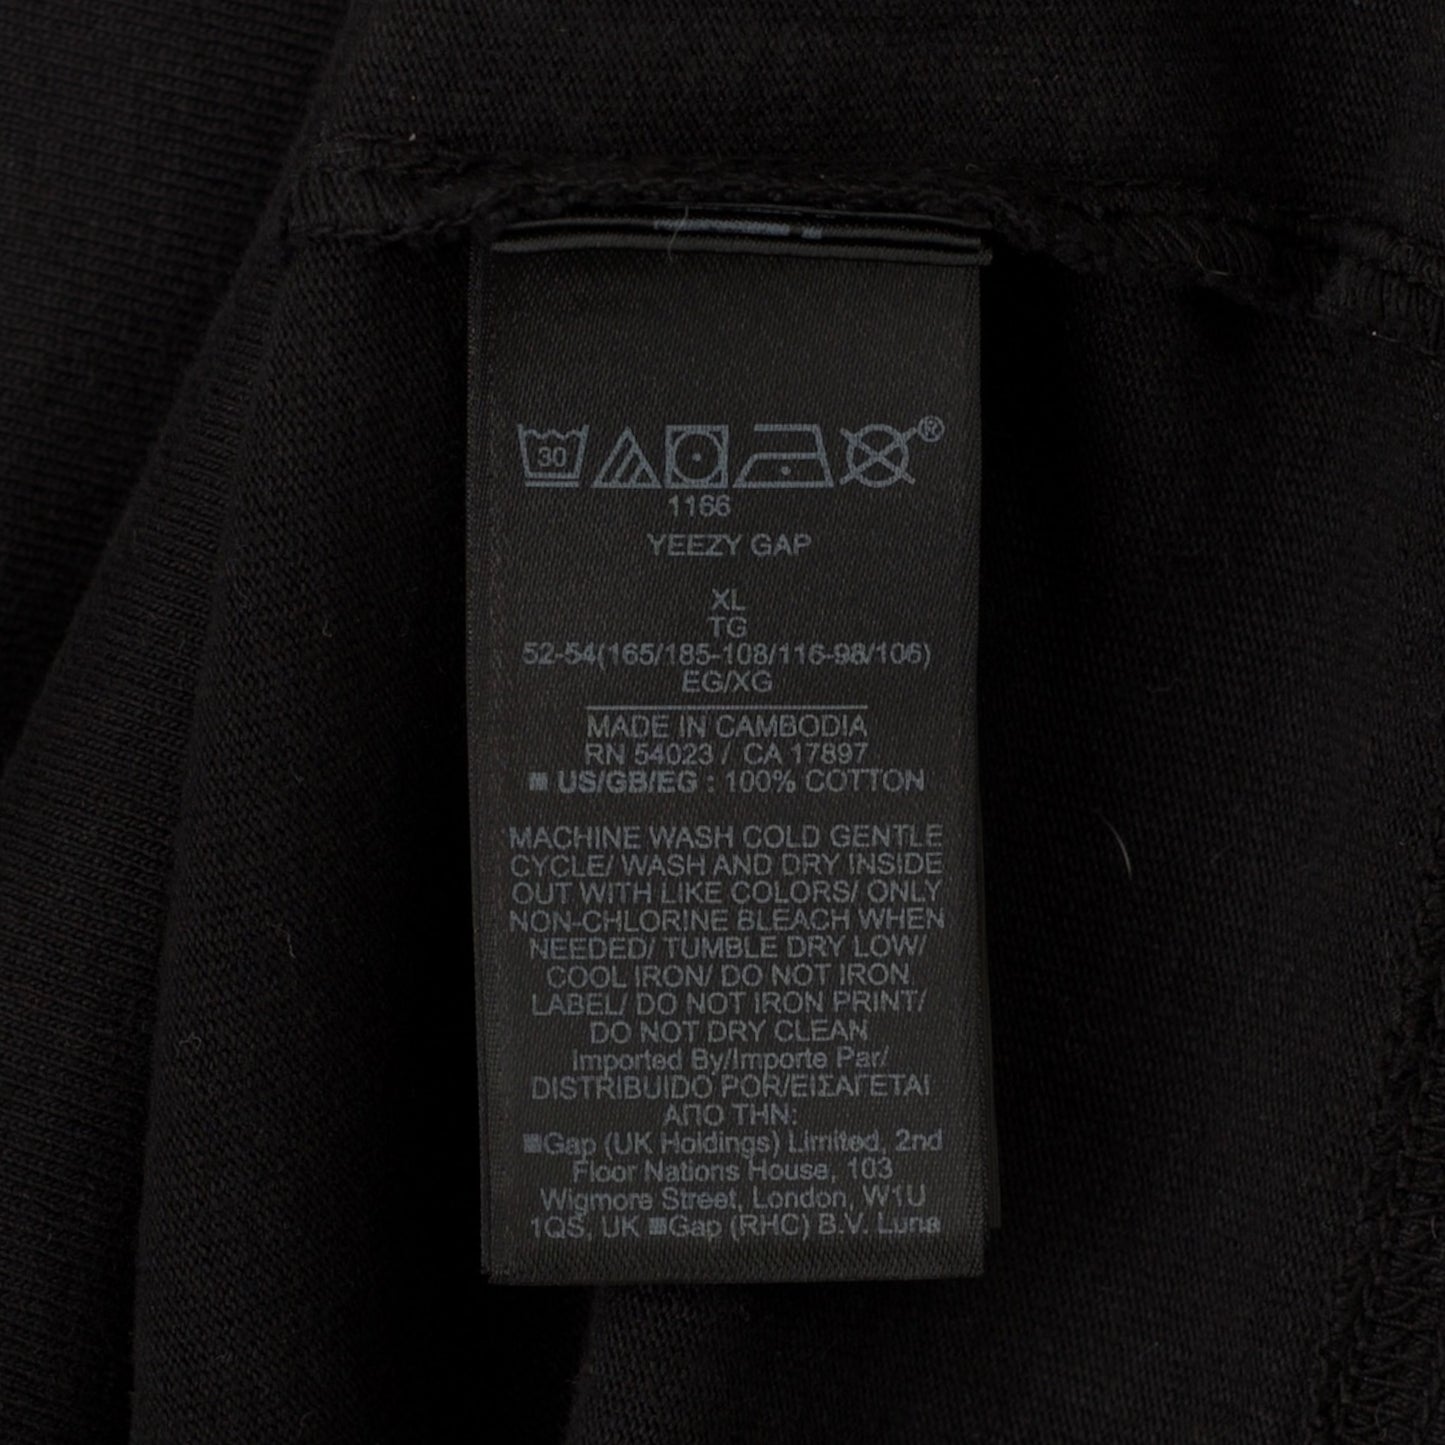 30
®
1166
YEEZY GAP
XL
TG
52-54(165/185-108/116-98/106)
EG/XG
MADE IN CAMBODIA
RN 54023 / CA 17897
■ US/GB/EG : 100% COTTON
MACHINE WASH COLD GENTLE
CYCLE/ WASH AND DRY INSIDE
OUT WITH LIKE COLORS/ ONLY
NON-CHLORINE BLEACH WHEN
NEEDED/ TUMBLE DRY LOW/
COOL IRON/ DO NOT IRON
LABEL/ DO NOT IRON PRINT/
DO NOT DRY CLEAN
Imported By/Importe Par/
DISTRIBUIDO POR/ΕΙΣΑΓΕΤΑΙ
ΑΠΟ ΤΗΝ:
■Gap (UK Holdings) Limited, 2nd
Floor Nations House, 103
Wigmore Street, London, W1U
1QS, UK ■Gap (RHC) B.V. Luna